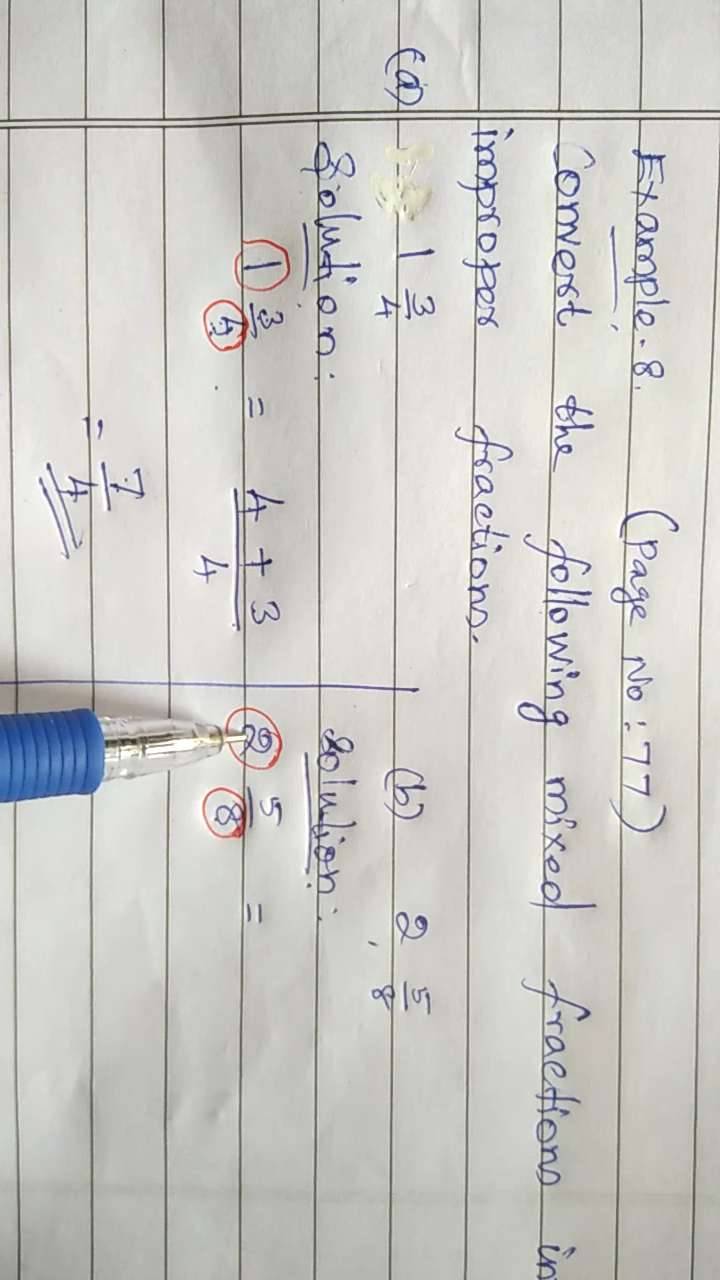 Example.8. (Page No:77)
Convert the following mixed fractions in
improper fractions.
(a) 1 3/4
Solution:
1 3/4 = 4+3/4
= 7/4
(b) 2 5/8
Solution:
2 5/8 =